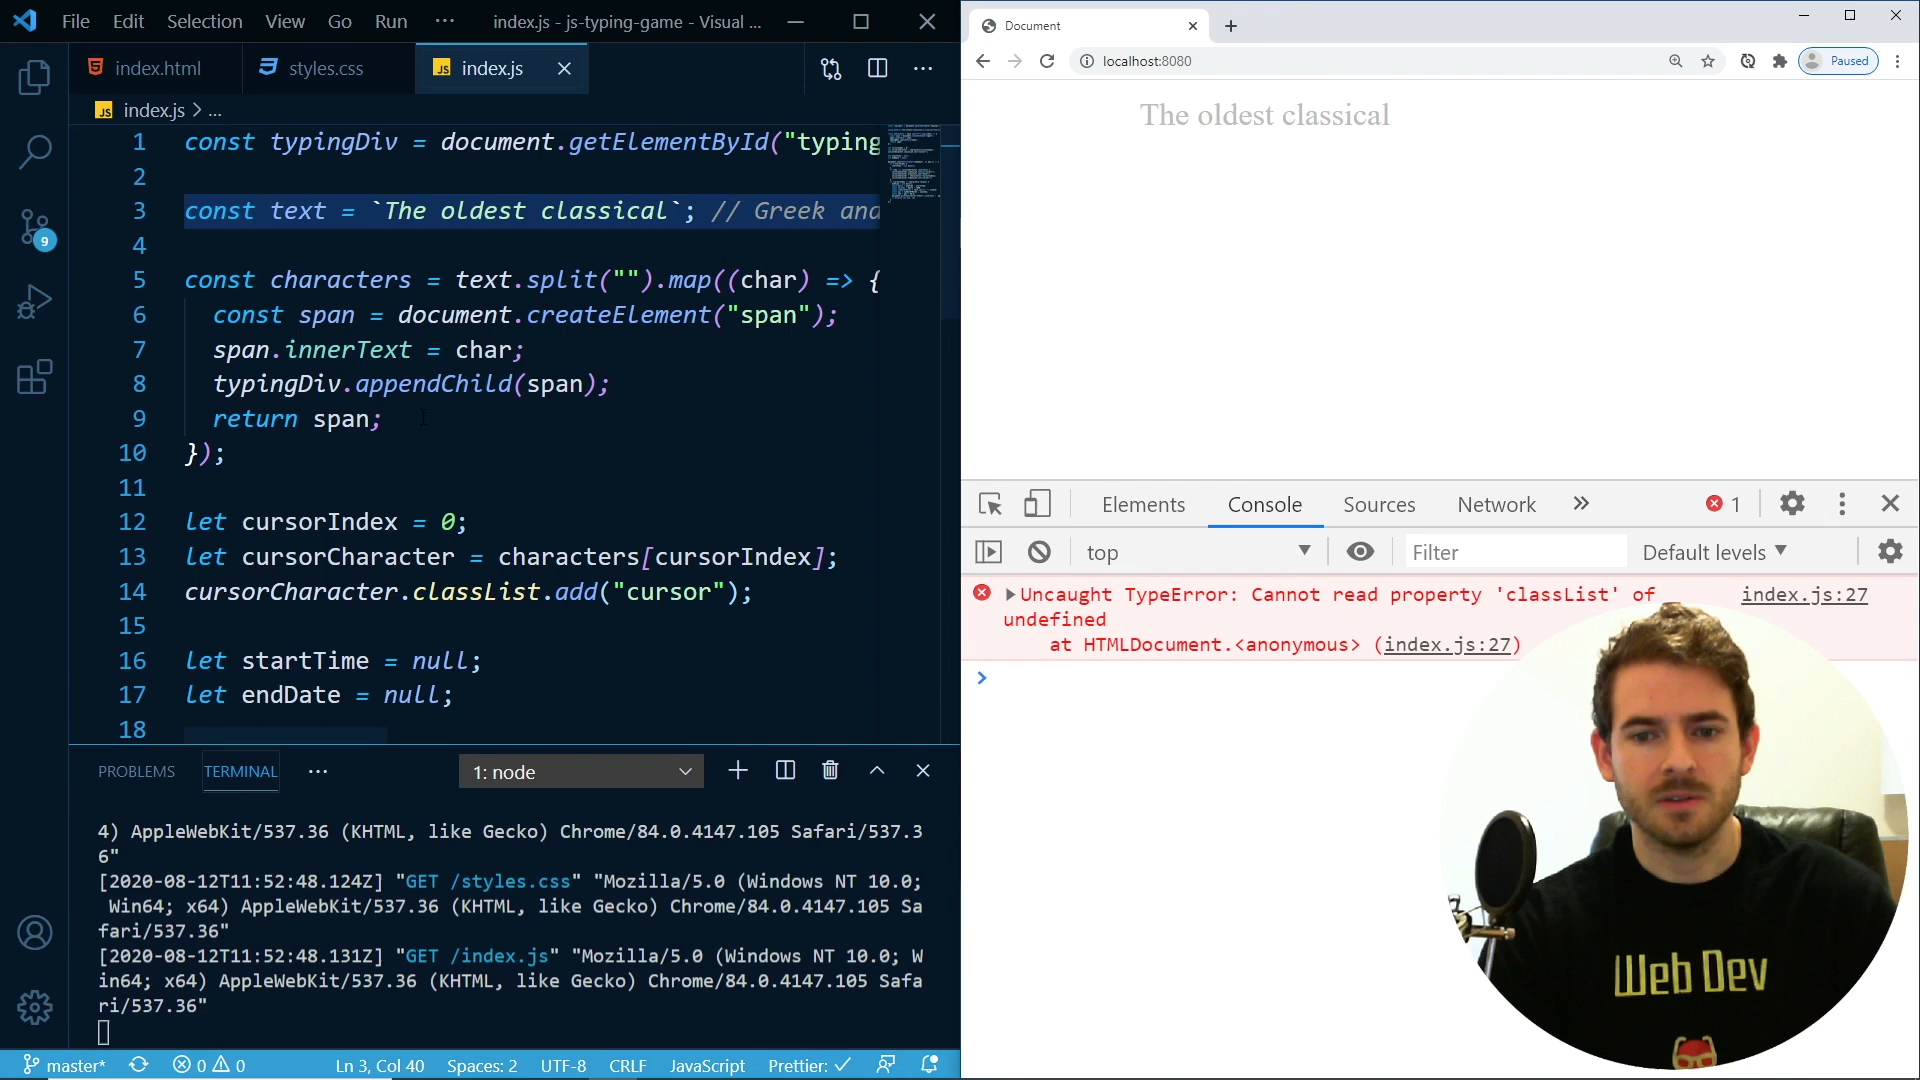 File Edit Selection View Go Run ··· index.js - js-typing-game - Visual ...
index.html styles.css JS index.js
JS index.js > ...
1 const typingDiv = document.getElementById("typing
2
3 const text = `The oldest classical`; // Greek and
4
5 const characters = text.split("").map((char) => {
6 const span = document.createElement("span");
7 span.innerText = char;
8 typingDiv.appendChild(span);
9 return span;
10 });
11
12 let cursorIndex = 0;
13 let cursorCharacter = characters[cursorIndex];
14 cursorCharacter.classList.add("cursor");
15
16 let startTime = null;
17 let endDate = null;
18
9
PROBLEMS TERMINAL ··· 1: node
4) AppleWebKit/537.36 (KHTML, like Gecko) Chrome/84.0.4147.105 Safari/537.3
6"
[2020-08-12T11:52:48.124Z] "GET /styles.css" "Mozilla/5.0 (Windows NT 10.0;
Win64; x64) AppleWebKit/537.36 (KHTML, like Gecko) Chrome/84.0.4147.105 Sa
fari/537.36"
[2020-08-12T11:52:48.131Z] "GET /index.js" "Mozilla/5.0 (Windows NT 10.0; W
in64; x64) AppleWebKit/537.36 (KHTML, like Gecko) Chrome/84.0.4147.105 Safa
ri/537.36"
master* 0 0 Ln 3, Col 40 Spaces: 2 UTF-8 CRLF JavaScript Prettier: ✓
Document
localhost:8080 Paused
The oldest classical
Elements Console Sources Network » 1
top Filter Default levels
Uncaught TypeError: Cannot read property 'classList' of index.js:27
undefined
at HTMLDocument.<anonymous> (index.js:27)
Web Dev